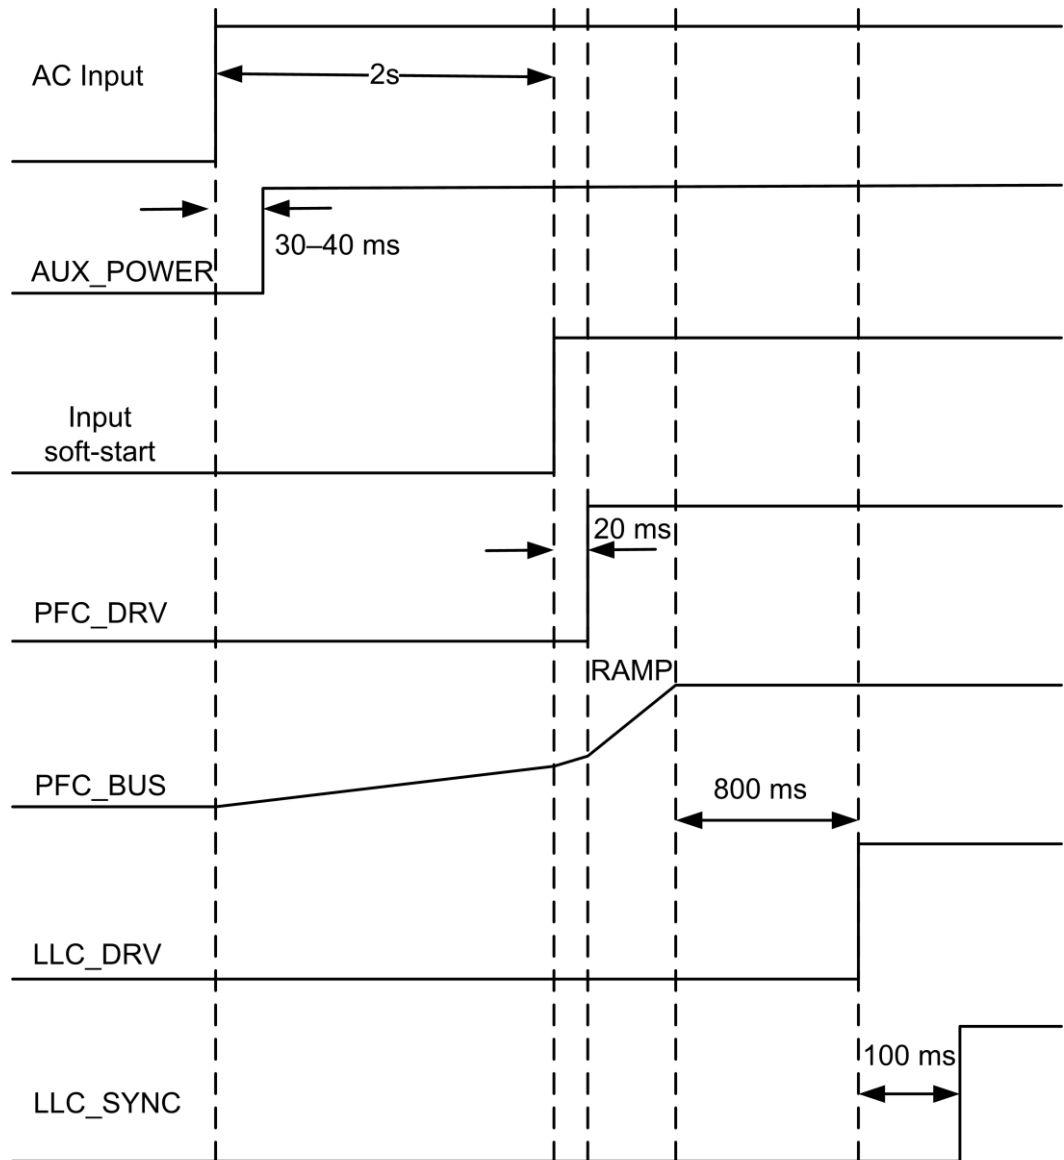 AC Input
2s
30–40 ms
AUX_POWER
Input
soft-start
20 ms
PFC_DRV
RAMP
PFC_BUS
800 ms
LLC_DRV
100 ms
LLC_SYNC